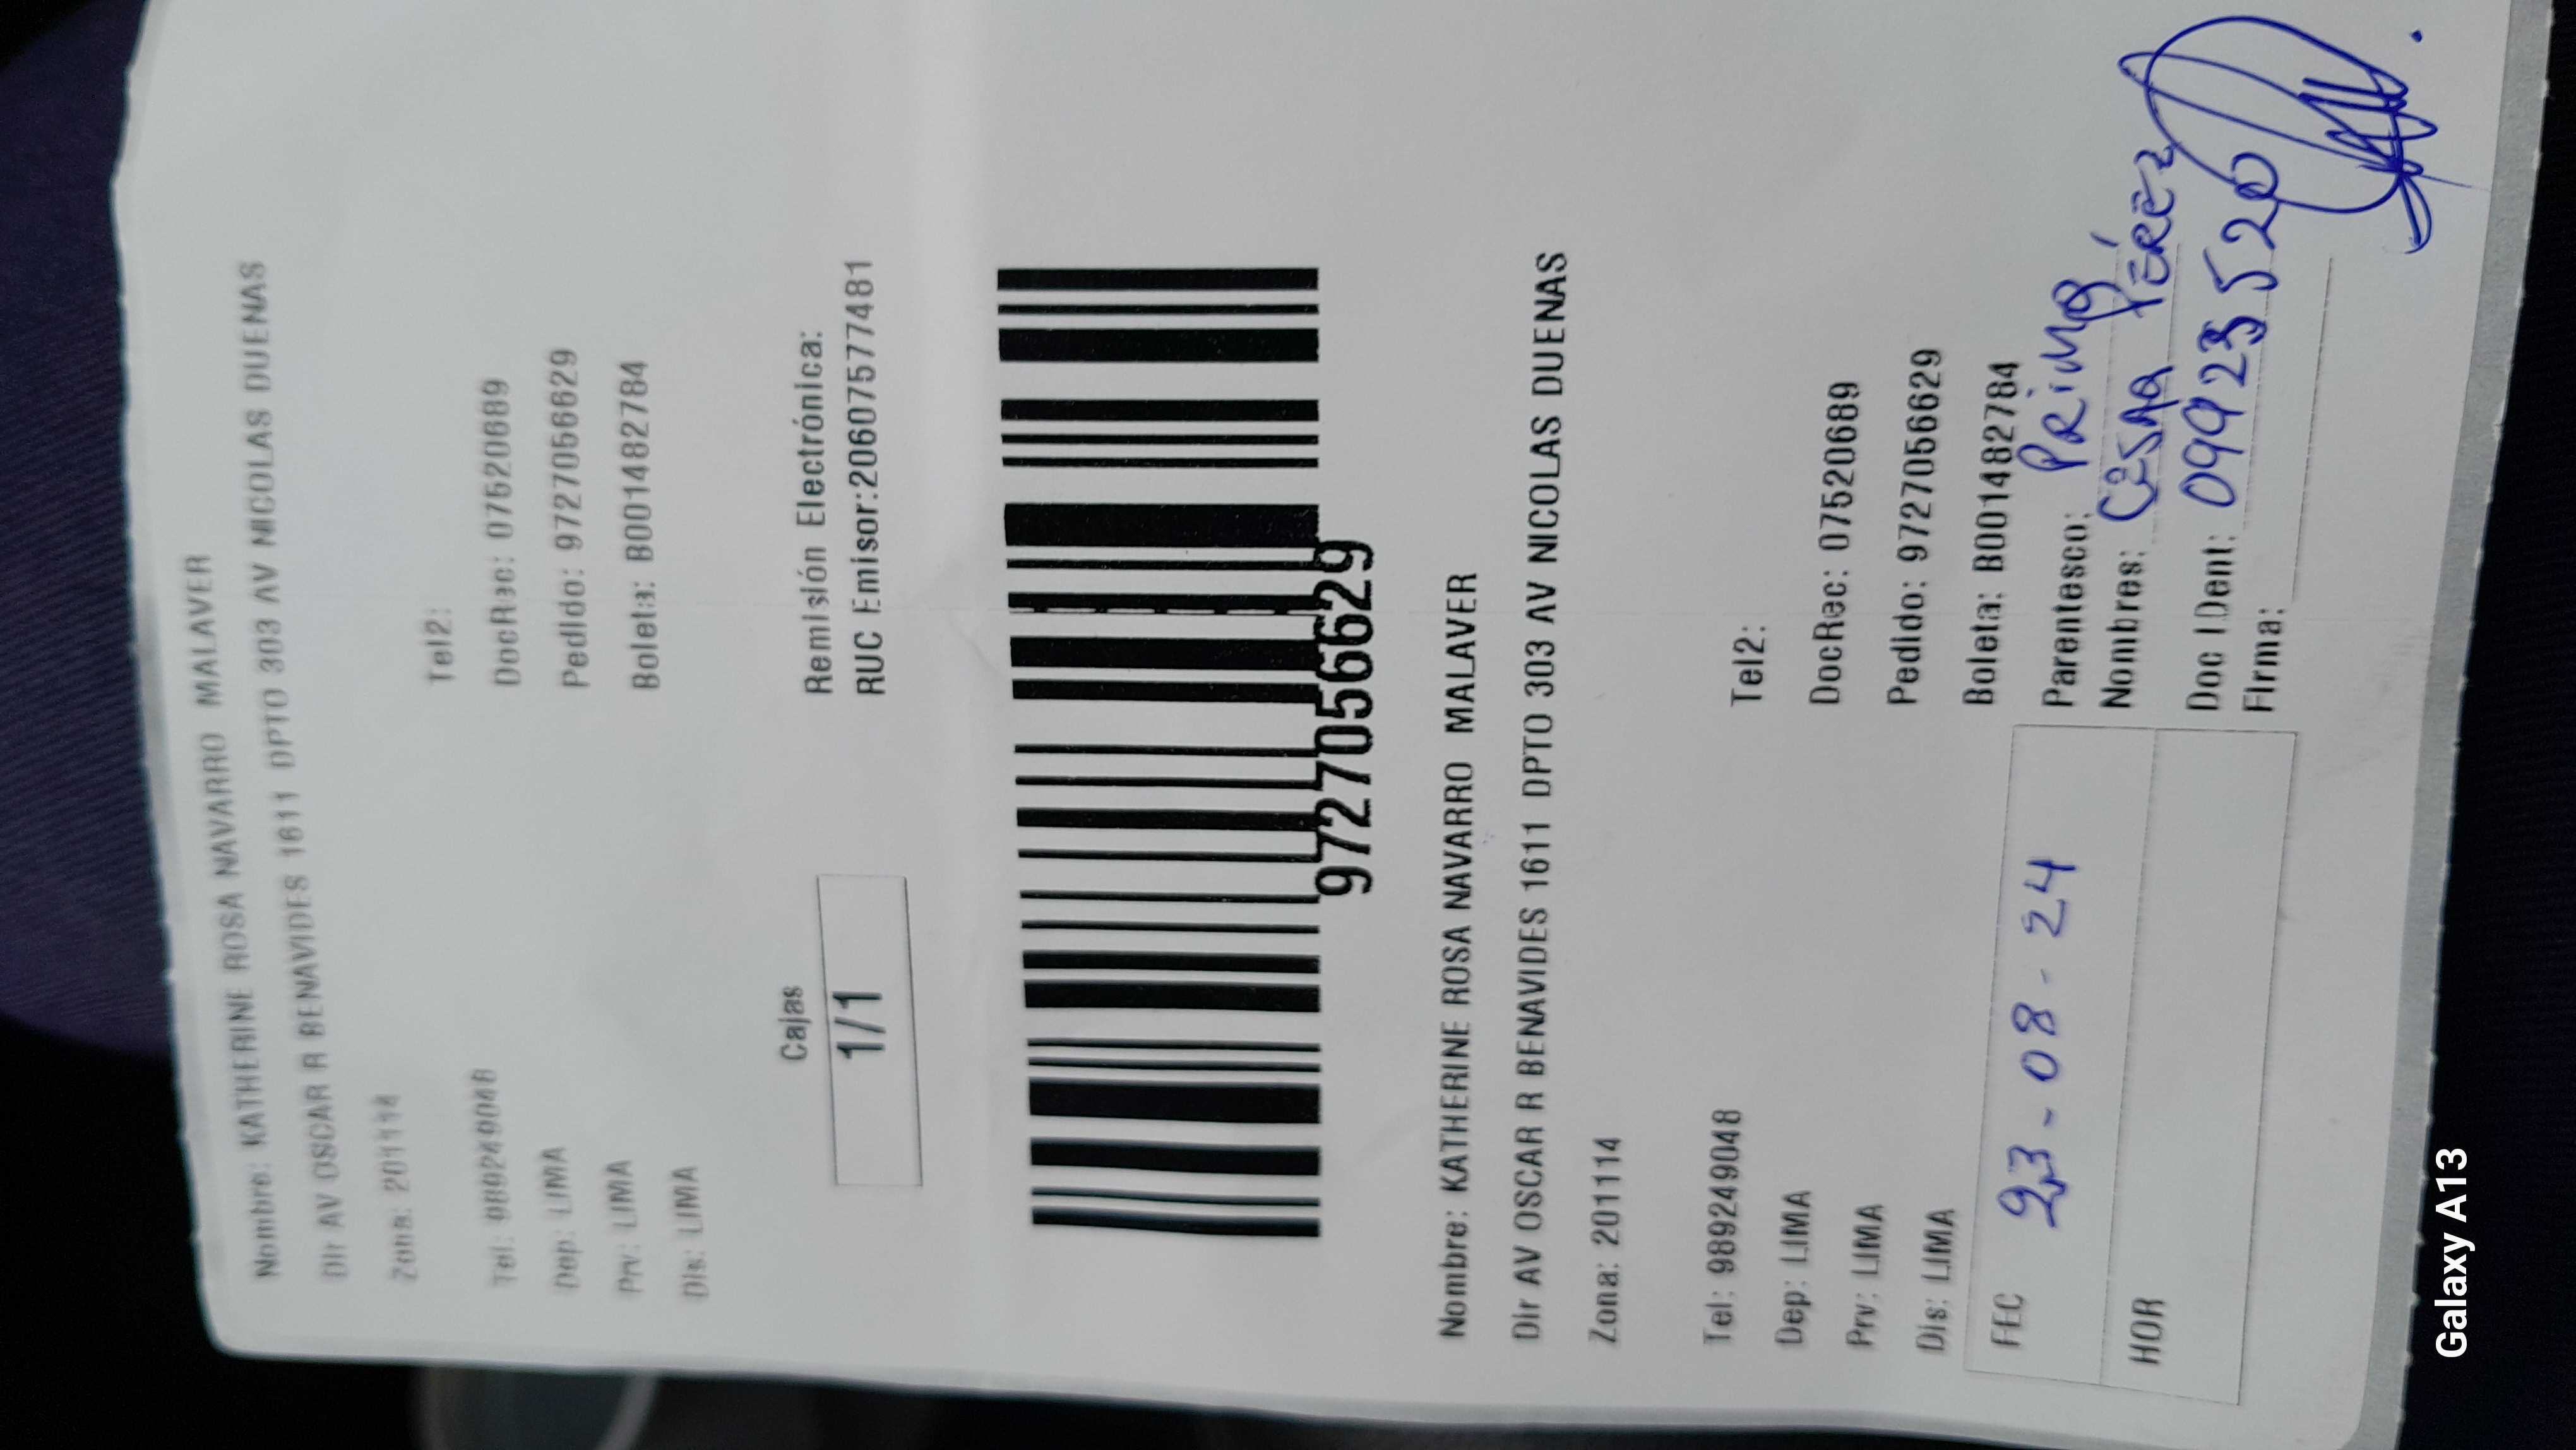 Nombre: KATHERINE ROSA NAVARRO MALAVER
Dir AV OSCAR R BENAVIDES 1611 DPTO 303 AV NICOLAS DUENAS
Zona: 201114
Tel: 989249048 Tel2:
Dep: LIMA DocRec: 07520689
Prv: LIMA Pedido: 9727056629
Dis: LIMA Boleta: B001482784
Cajas Remisión Electrónica:
1/1 RUC Emisor:20607577481
9727056629
Nombre: KATHERINE ROSA NAVARRO MALAVER
Dir AV OSCAR R BENAVIDES 1611 DPTO 303 AV NICOLAS DUENAS
Zona: 201114
Tel: 989249048 Tel2:
Dep: LIMA DocRec: 07520689
Prv: LIMA Pedido: 9727056629
Dis: LIMA Boleta: B001482784
FEC 23-08-24 Parentesco: PRiMO
Nombres: CESAR PÉREZ
HOR Doc IDent:
Firma:
Galaxy A13